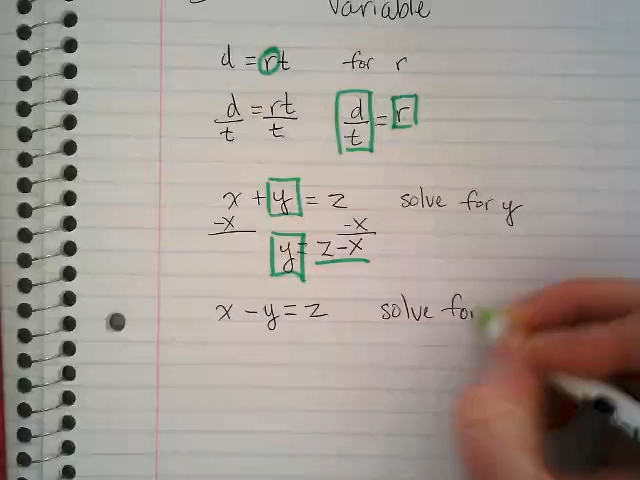 Variable
d = rt for r
d/t = rt/t d/t = r
x + y = z solve for y
-x -x
y = z - x
x - y = z solve for